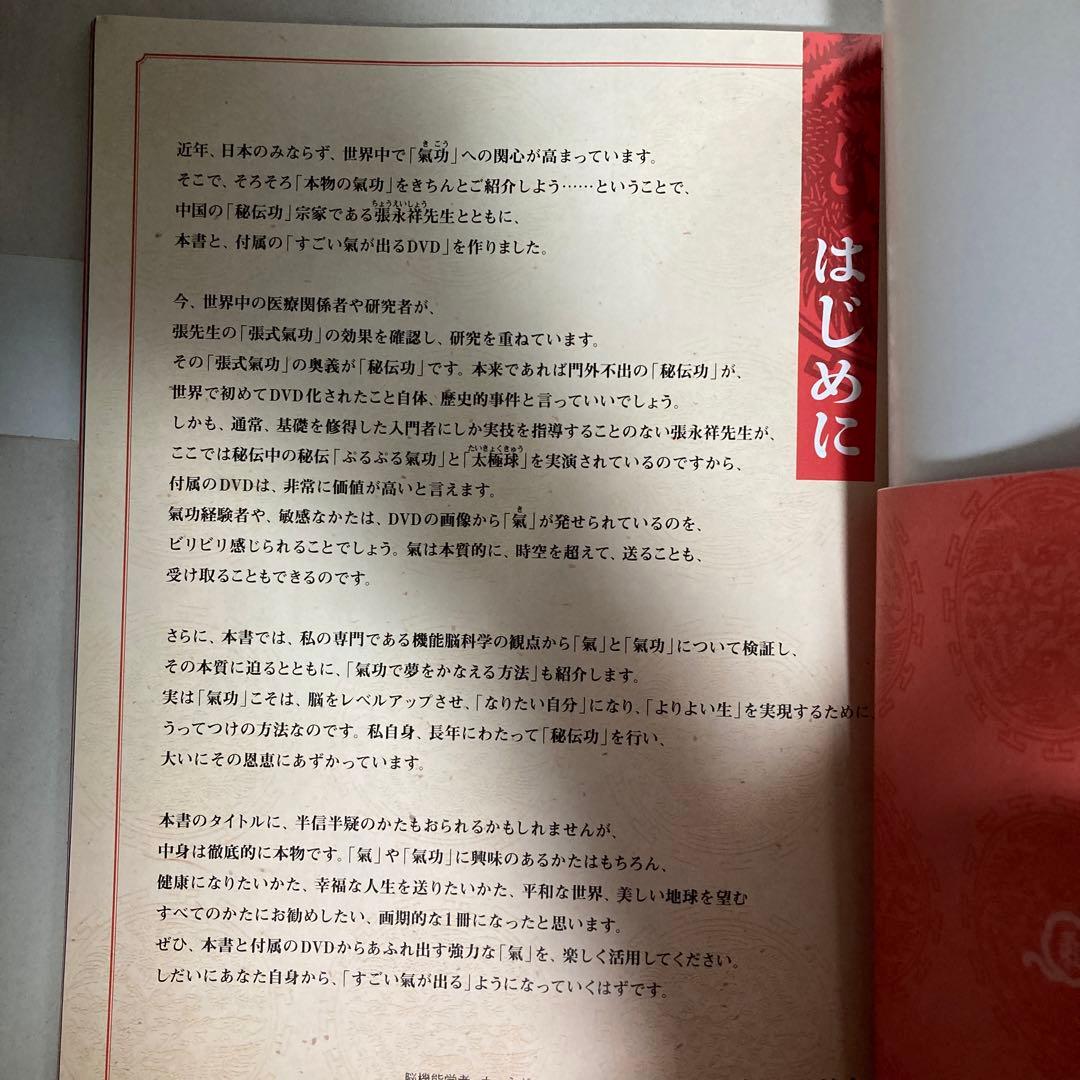 はじめに
近年、日本のみならず、世界中で「氣功」への関心が高まっています。
そこで、そろそろ「本物の氣功」をきちんとご紹介しよう……ということで、
中国の「秘伝功」宗家である張永祥先生とともに、
本書と、付属の「すごい氣が出るDVD」を作りました。
今、世界中の医療関係者や研究者が、
張先生の「張式氣功」の効果を確認し、研究を重ねています。
その「張式氣功」の奥義が「秘伝功」です。本来であれば門外不出の「秘伝功」が、
世界で初めてDVD化されたこと自体、歴史的事件と言っていいでしょう。
しかも、通常、基礎を修得した入門者にしか実技を指導することのない張永祥先生が、
ここでは秘伝中の秘伝「ぷるぷる氣功」と「太極球」を実演されているのですから、
付属のDVDは、非常に価値が高いと言えます。
氣功経験者や、敏感なかたは、DVDの画像から「氣」が発せられているのを、
ビリビリ感じられることでしょう。氣は本質的に、時空を超えて、送ることも、
受け取ることもできるのです。
さらに、本書では、私の専門である機能脳科学の観点から「氣」と「氣功」について検証し、
その本質に迫るとともに、「氣功で夢をかなえる方法」も紹介します。
実は「氣功」こそは、脳をレベルアップさせ、「なりたい自分」になり、「よりよい生」を実現するために、
うってつけの方法なのです。私自身、長年にわたって「秘伝功」を行い、
大いにその恩恵にあずかっています。
本書のタイトルに、半信半疑のかたもおられるかもしれませんが、
中身は徹底的に本物です。「氣」や「氣功」に興味のあるかたはもちろん、
健康になりたいかた、幸福な人生を送りたいかた、平和な世界、美しい地球を望む
すべてのかたにお勧めしたい、画期的な1冊になったと思います。
ぜひ、本書と付属のDVDからあふれ出す強力な「氣」を、楽しく活用してください。
しだいにあなた自身から、「すごい氣が出る」ようになっていくはずです。
脳機能学者